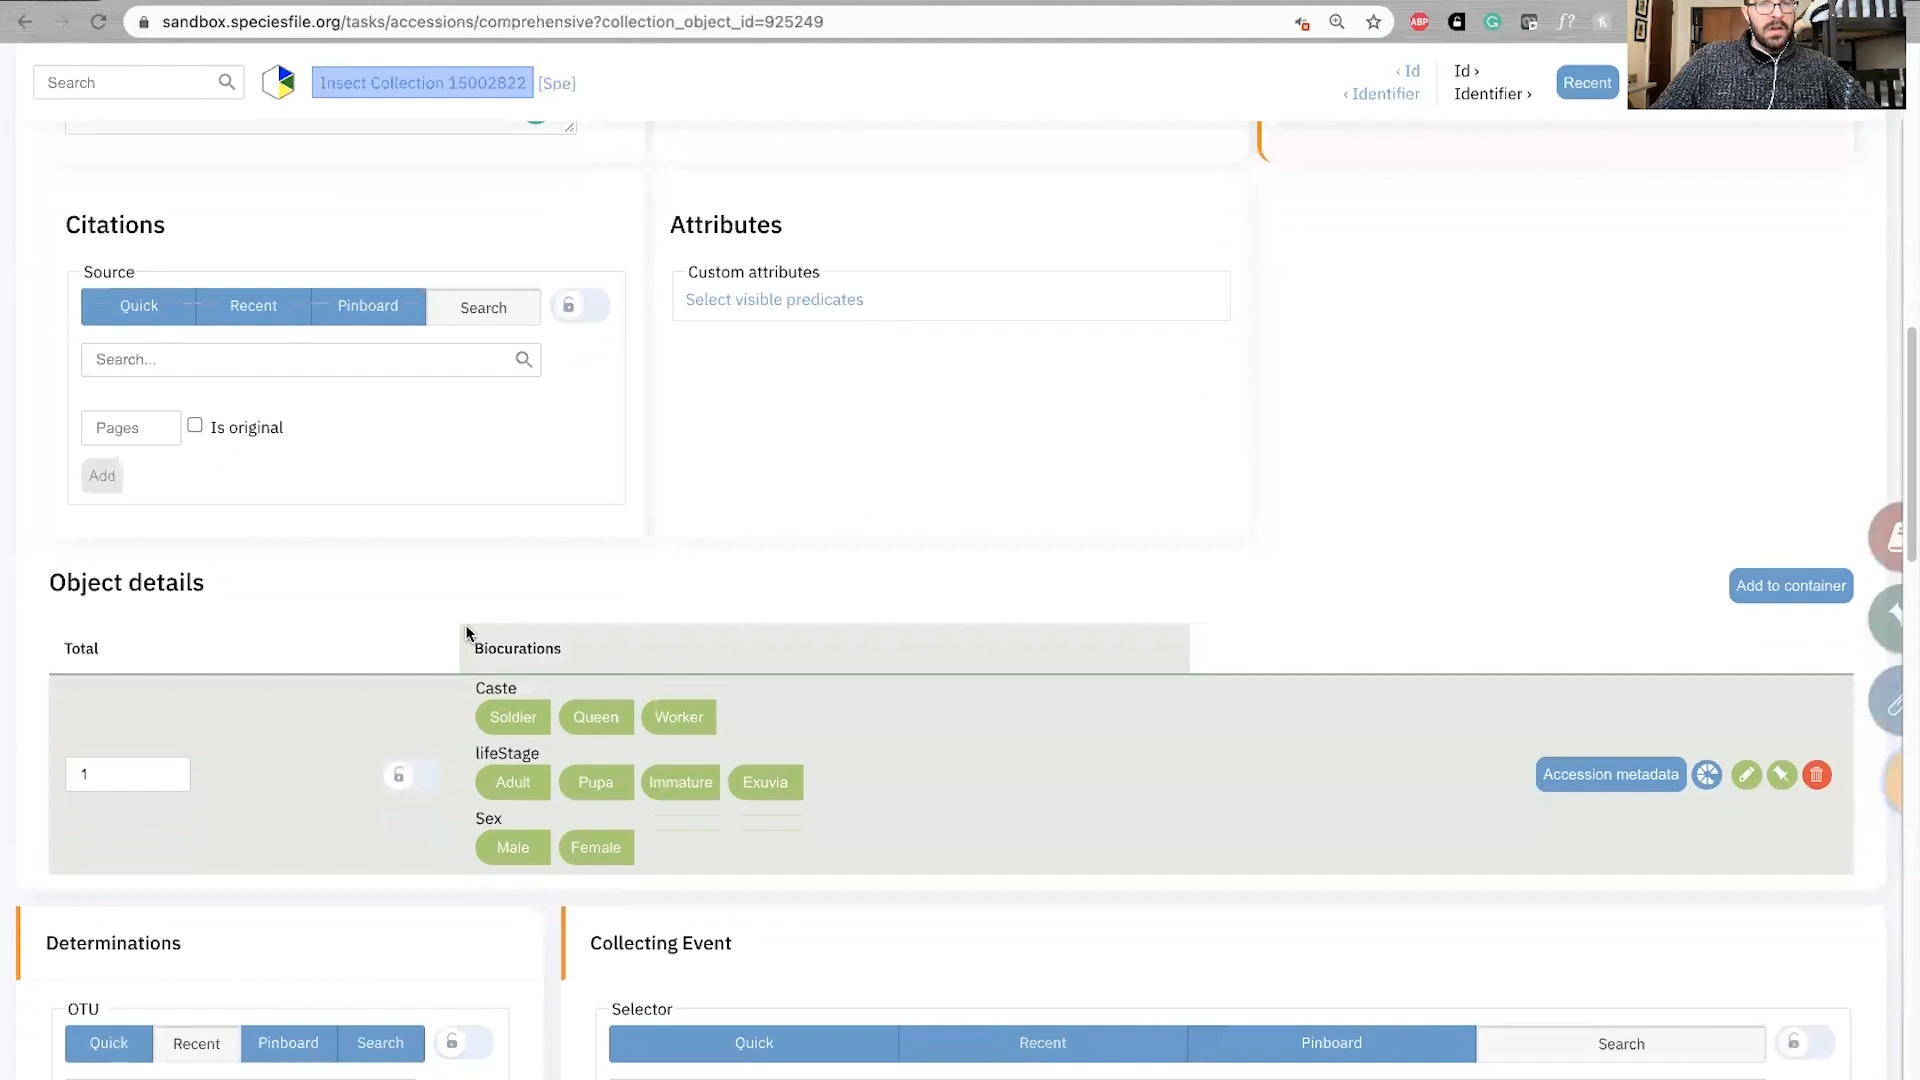 sandbox.speciesfile.org/tasks/accessions/comprehensive?collection_object_id=925249
ABP
f?
Search
Insect Collection 15002822 [Spe]
‹ Id
‹ Identifier
Id ›
Identifier ›
Recent
Citations
Source
Quick
Recent
Pinboard
Search
Search...
Pages
Is original
Add
Attributes
Custom attributes
Select visible predicates
Object details
Add to container
Total
Biocurations
1
Caste
Soldier
Queen
Worker
lifeStage
Adult
Pupa
Immature
Exuvia
Sex
Male
Female
Accession metadata
Determinations
OTU
Quick
Recent
Pinboard
Search
Collecting Event
Selector
Quick
Recent
Pinboard
Search